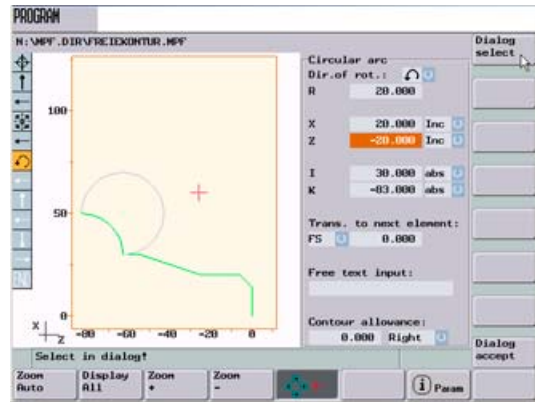 PROGRAM
N:\MPF.DIR\FREIEKONTUR.MPF
Dialog
select
Circular arc
Dir.of rot.:
R 20.000
X 20.000 Inc
Z -20.000 Inc
I 30.000 abs
K -83.000 abs
Trans. to next element:
FS 0.000
Free text input:
Contour allowance:
0.000 Right
100
50
0
X
Z
-80 -60 -40 -20 0
Select in dialog!
Dialog
accept
Zoom
Auto
Display
All
Zoom
+
Zoom
-
i Param